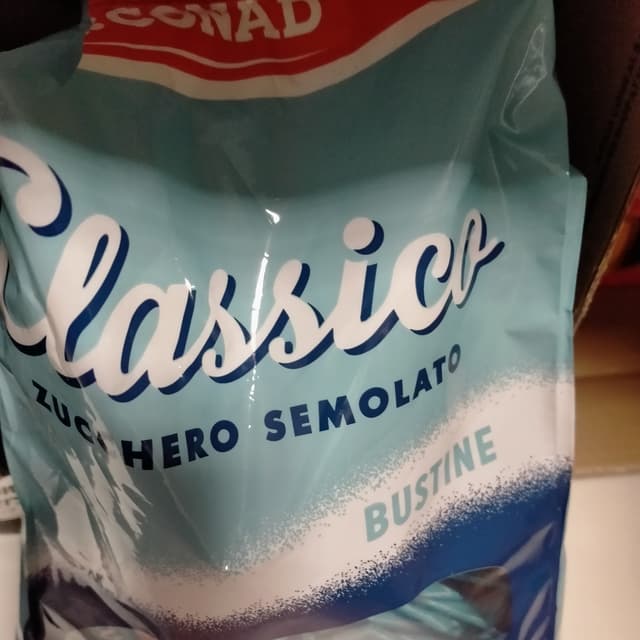 CONAD
Classico
ZUCCHERO SEMOLATO
BUSTINE